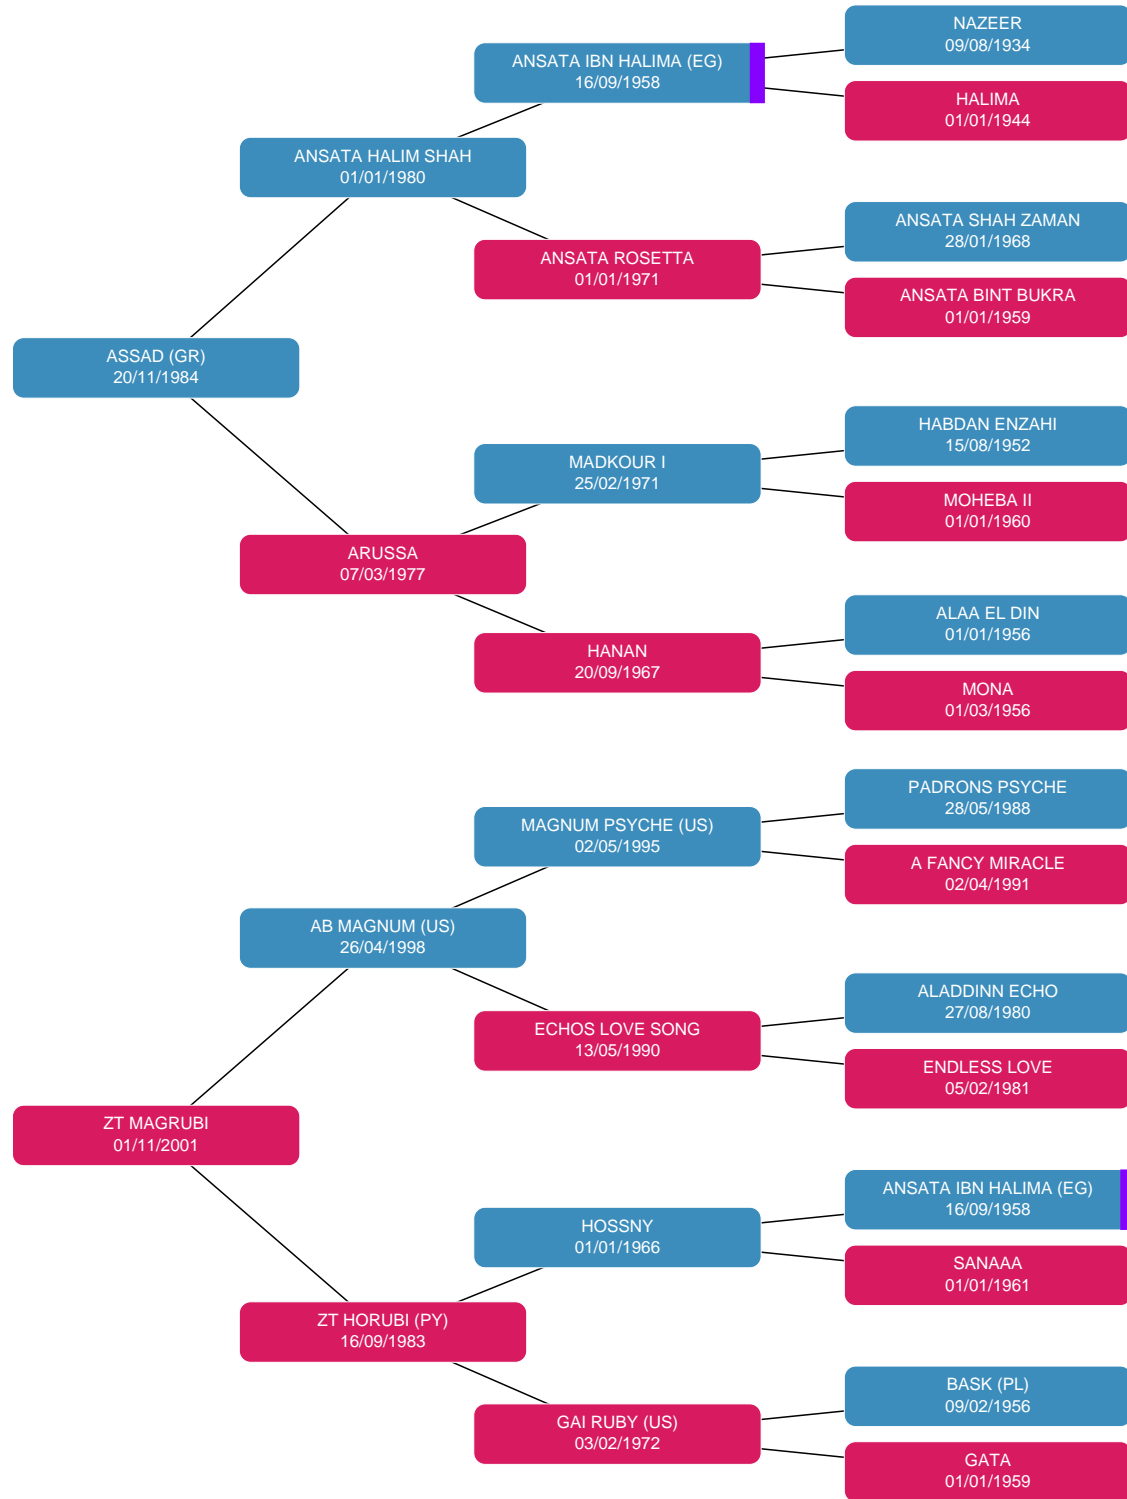 NAZEER
09/08/1934
ANSATA IBN HALIMA (EG)
16/09/1958
HALIMA
01/01/1944
ANSATA HALIM SHAH
01/01/1980
ANSATA SHAH ZAMAN
28/01/1968
ANSATA ROSETTA
01/01/1971
ANSATA BINT BUKRA
01/01/1959
ASSAD (GR)
20/11/1984
HABDAN ENZAHI
15/08/1952
MADKOUR I
25/02/1971
MOHEBA II
01/01/1960
ARUSSA
07/03/1977
ALAA EL DIN
01/01/1956
HANAN
20/09/1967
MONA
01/03/1956
PADRONS PSYCHE
28/05/1988
MAGNUM PSYCHE (US)
02/05/1995
A FANCY MIRACLE
02/04/1991
AB MAGNUM (US)
26/04/1998
ALADDINN ECHO
27/08/1980
ECHOS LOVE SONG
13/05/1990
ENDLESS LOVE
05/02/1981
ZT MAGRUBI
01/11/2001
ANSATA IBN HALIMA (EG)
16/09/1958
HOSSNY
01/01/1966
SANAAA
01/01/1961
ZT HORUBI (PY)
16/09/1983
BASK (PL)
09/02/1956
GAI RUBY (US)
03/02/1972
GATA
01/01/1959